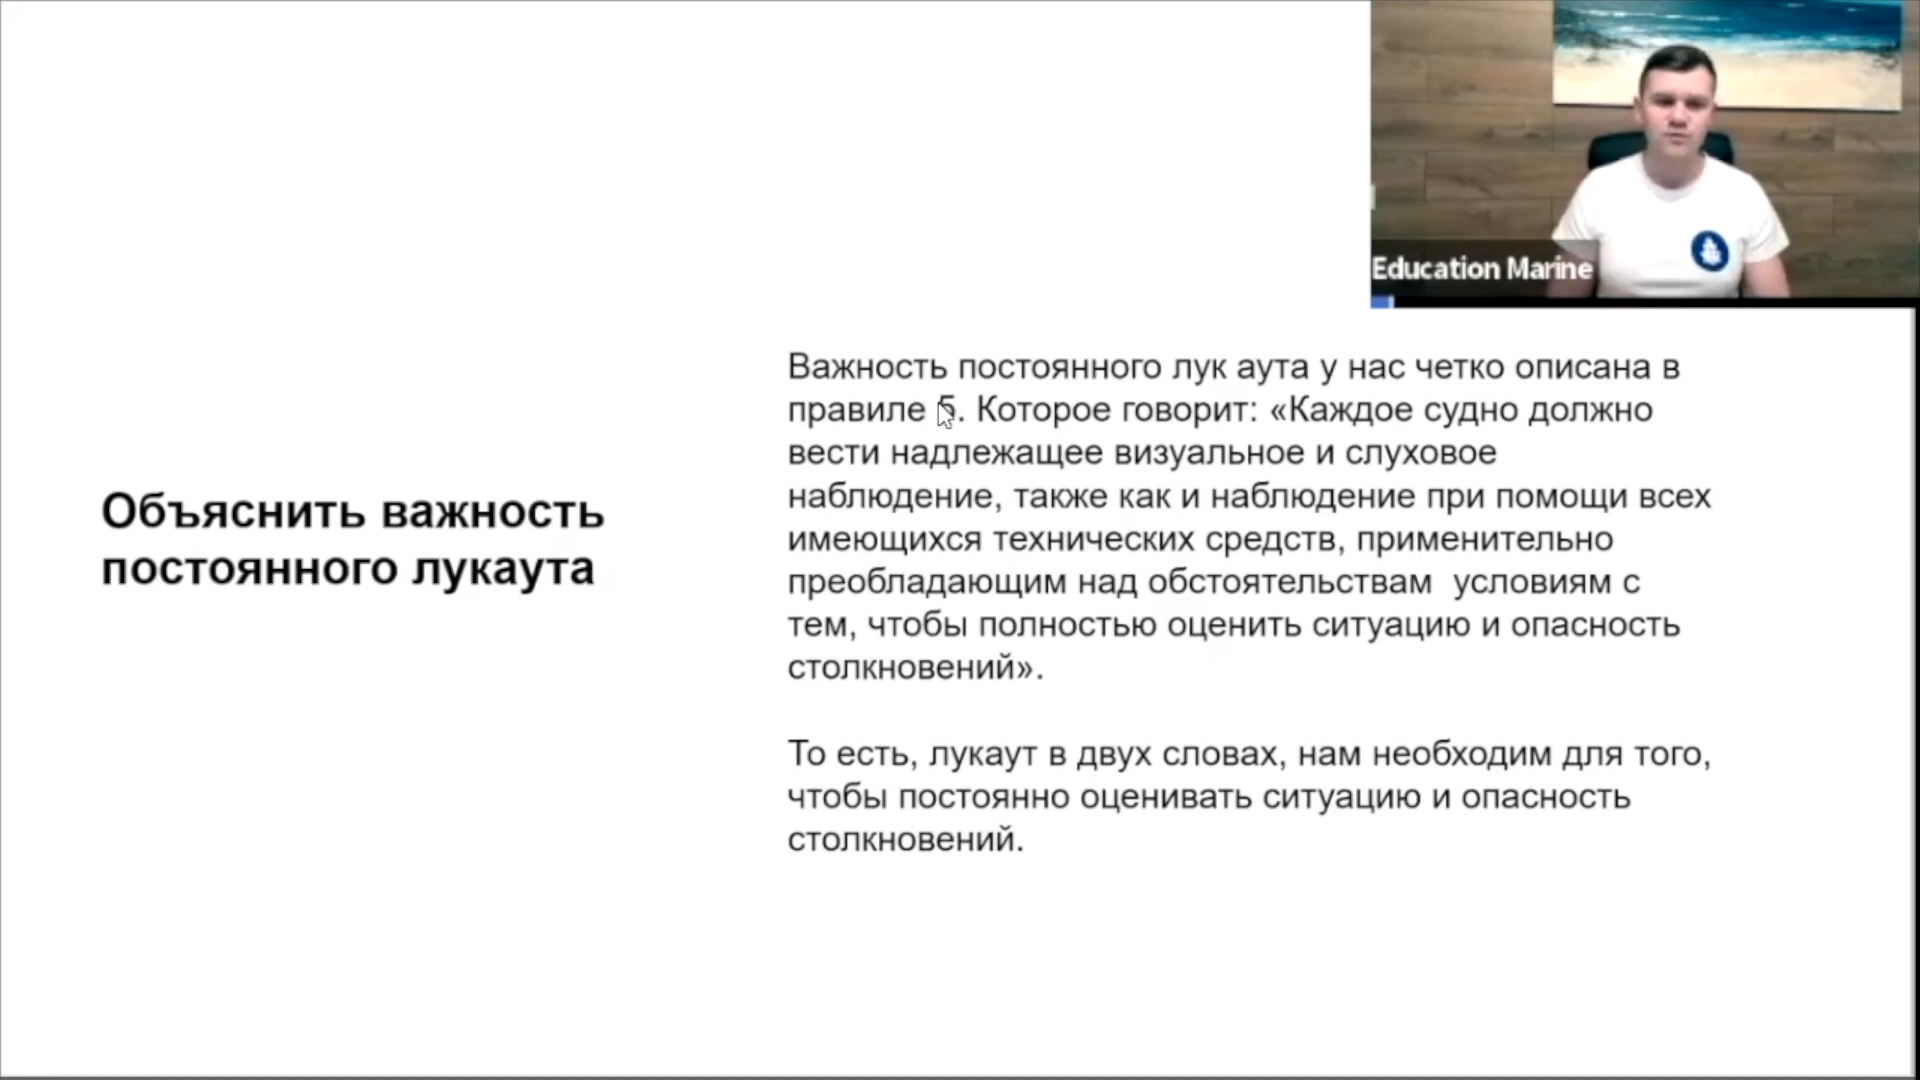 Education Marine
Объяснить важность
постоянного лукаута
Важность постоянного лук аута у нас четко описана в
правиле 5. Которое говорит: «Каждое судно должно
вести надлежащее визуальное и слуховое
наблюдение, также как и наблюдение при помощи всех
имеющихся технических средств, применительно
преобладающим над обстоятельствам  условиям с
тем, чтобы полностью оценить ситуацию и опасность
столкновений».
То есть, лукаут в двух словах, нам необходим для того,
чтобы постоянно оценивать ситуацию и опасность
столкновений.